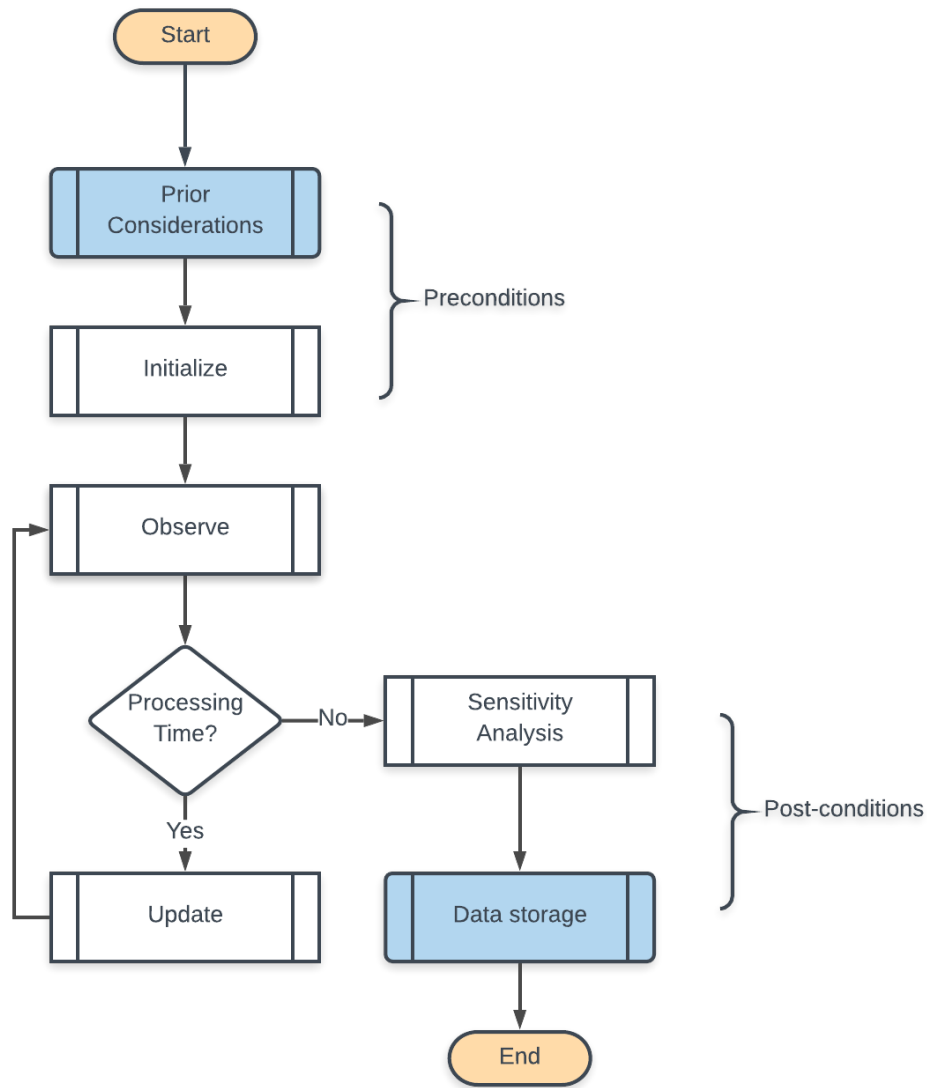 Start
Prior
Considerations
Preconditions
Initialize
Observe
Processing
Time?
No
Sensitivity
Analysis
Post-conditions
Yes
Update
Data storage
End